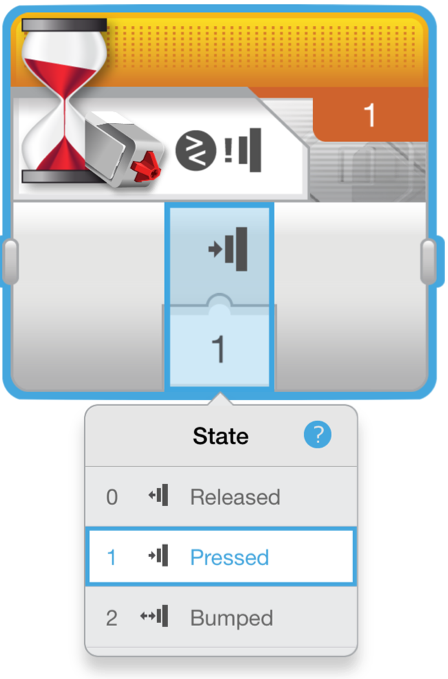 1
1
State ?
0 Released
1 Pressed
2 Bumped